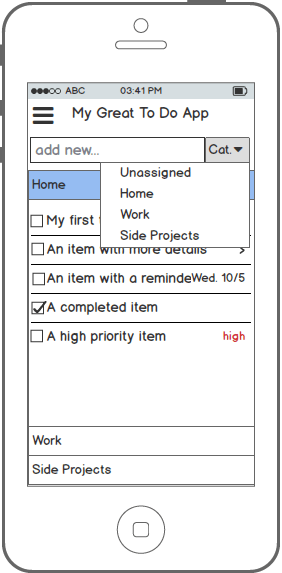 ABC 03:41 PM
My Great To Do App
add new... Cat.
Unassigned
Home
Work
Side Projects
Home
My first
An item with more details >
An item with a reminde Wed. 10/5
A completed item
A high priority item high
Work
Side Projects